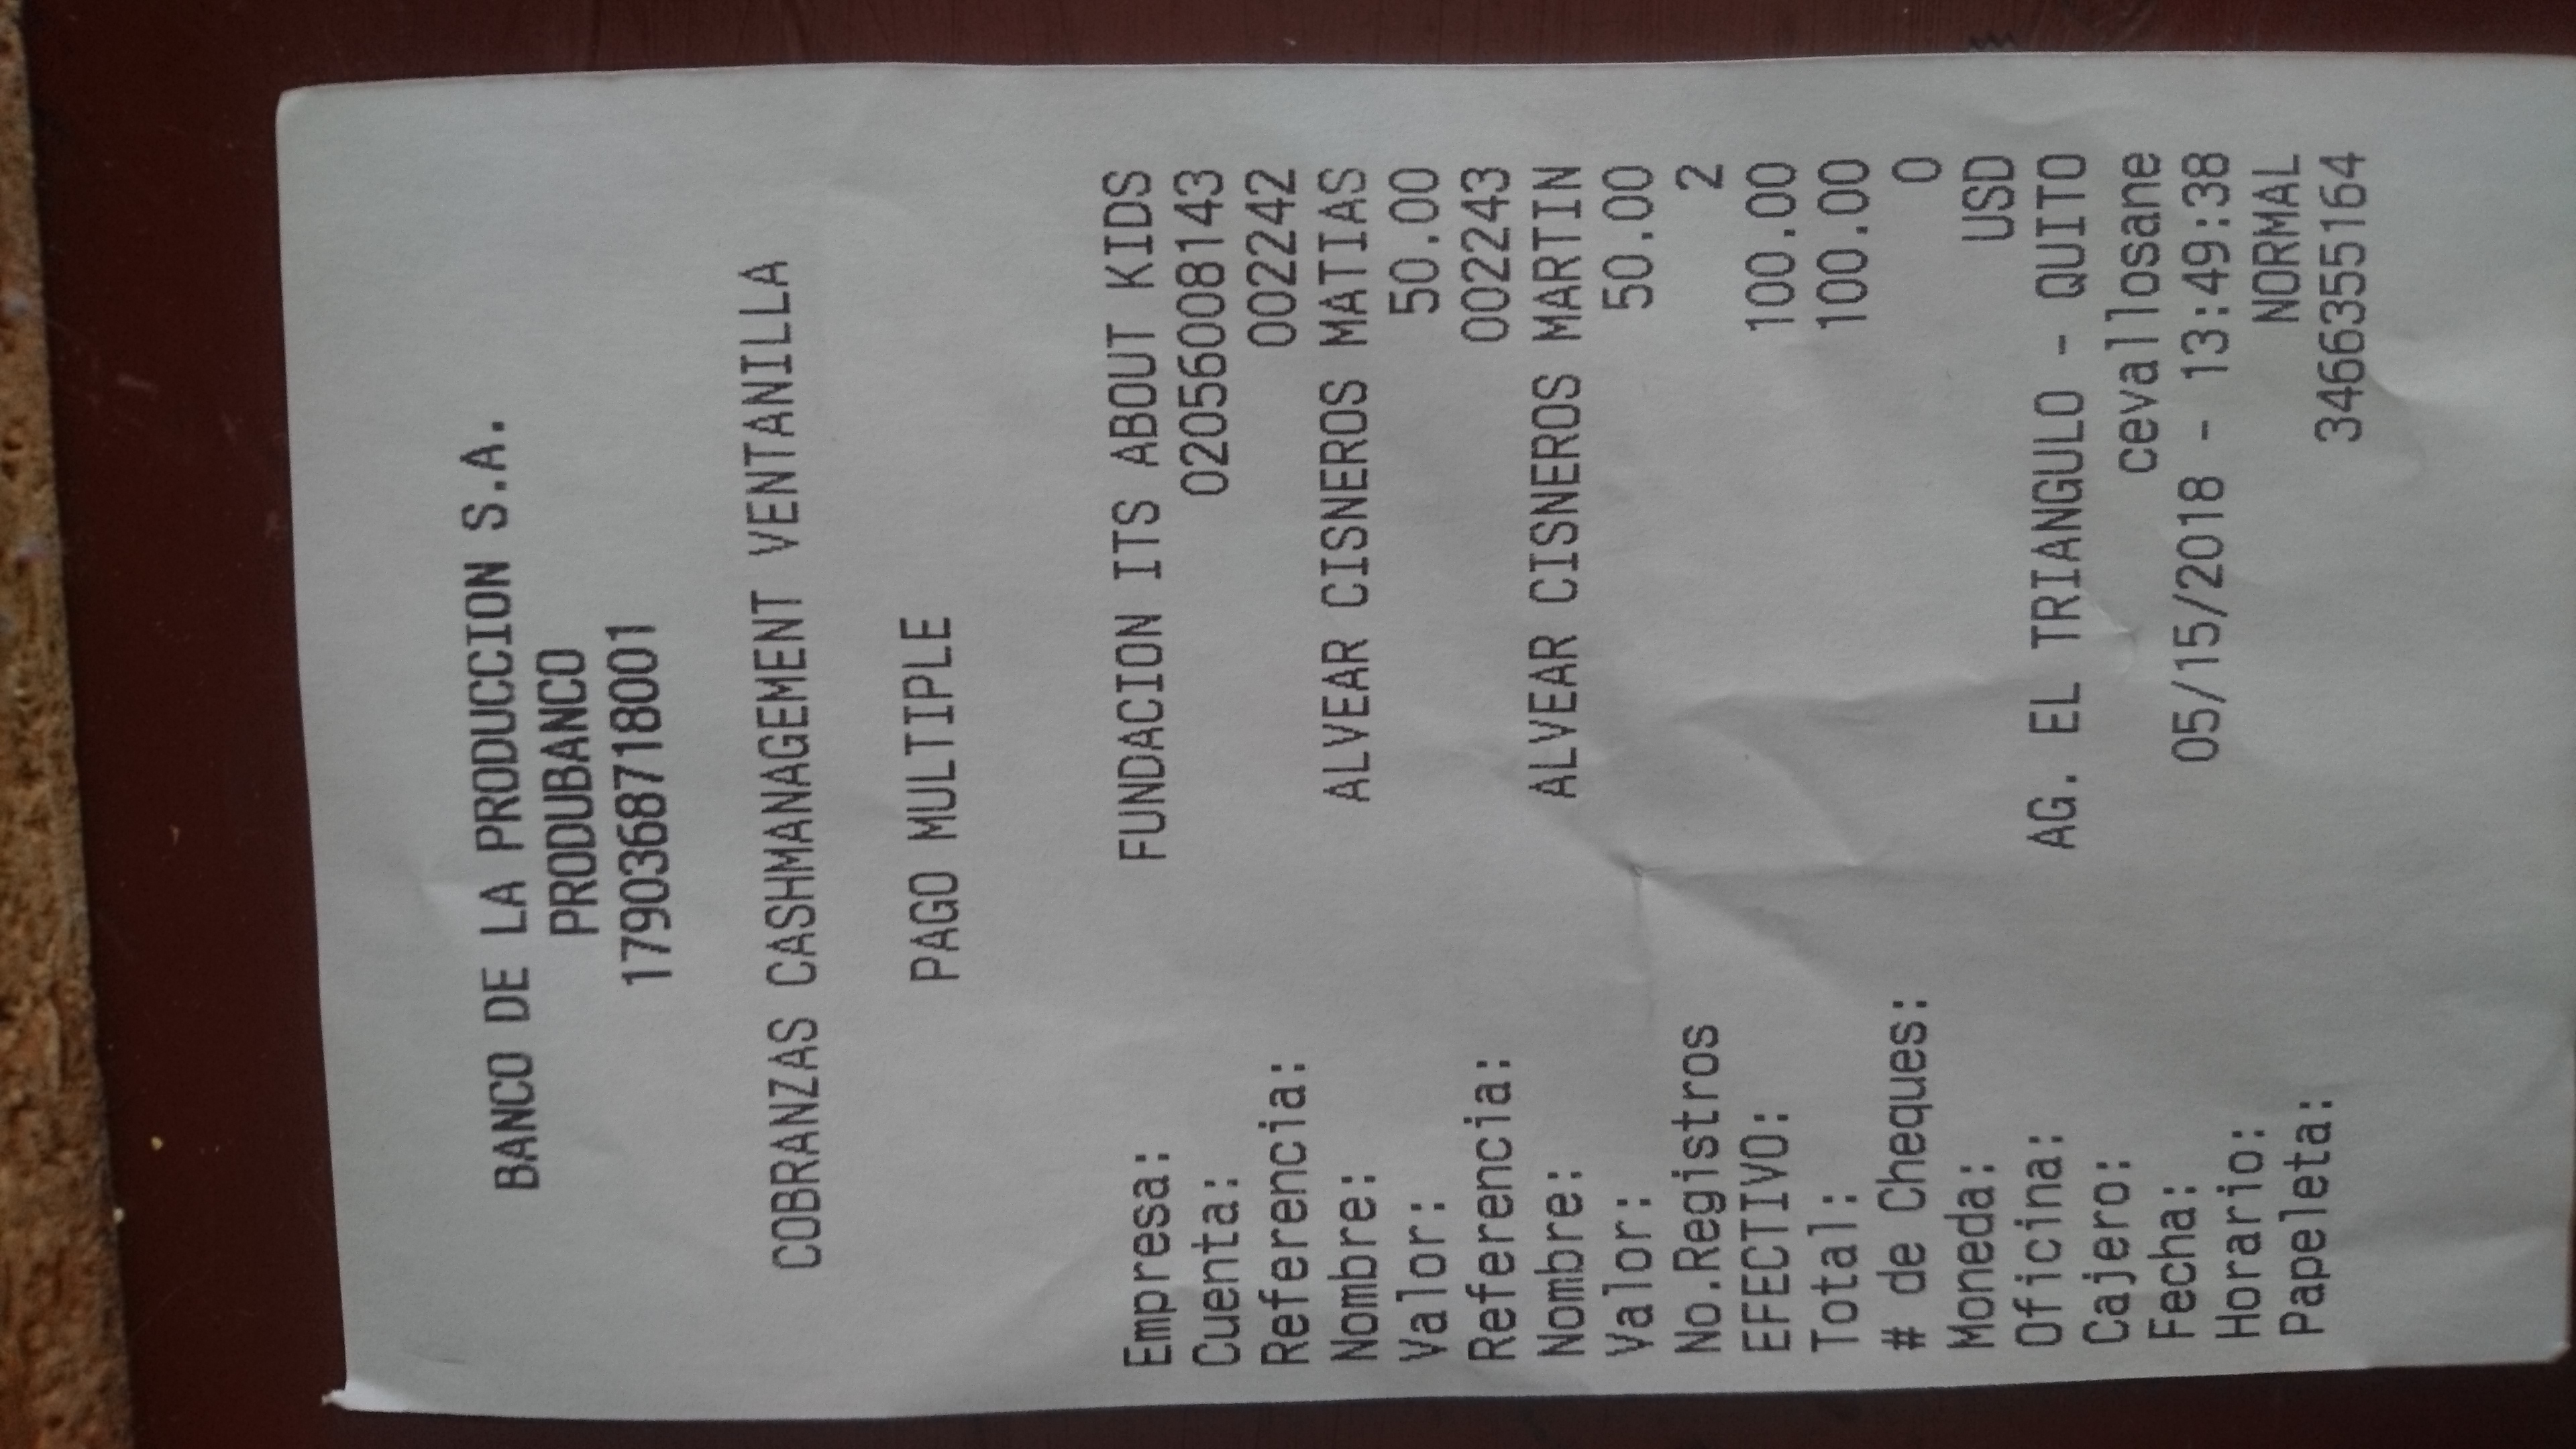 BANCO DE LA PRODUCCION S.A.
PRODUBANCO
1790368718001
COBRANZAS CASHMANAGEMENT VENTANILLA
PAGO MULTIPLE
Empresa: FUNDACION ITS ABOUT KIDS
Cuenta: 02056008143
Referencia: 002242
Nombre: ALVEAR CISNEROS MATIAS
Valor: 50.00
Referencia: 002243
Nombre: ALVEAR CISNEROS MARTIN
Valor: 50.00
No.Registros 2
EFECTIVO: 100.00
Total: 100.00
# de Cheques: 0
Moneda: USD
Oficina: AG. EL TRIANGULO - QUITO
Cajero: cevallosane
Fecha: 05/15/2018 - 13:49:38
Horario: NORMAL
Papeleta: 3466355164